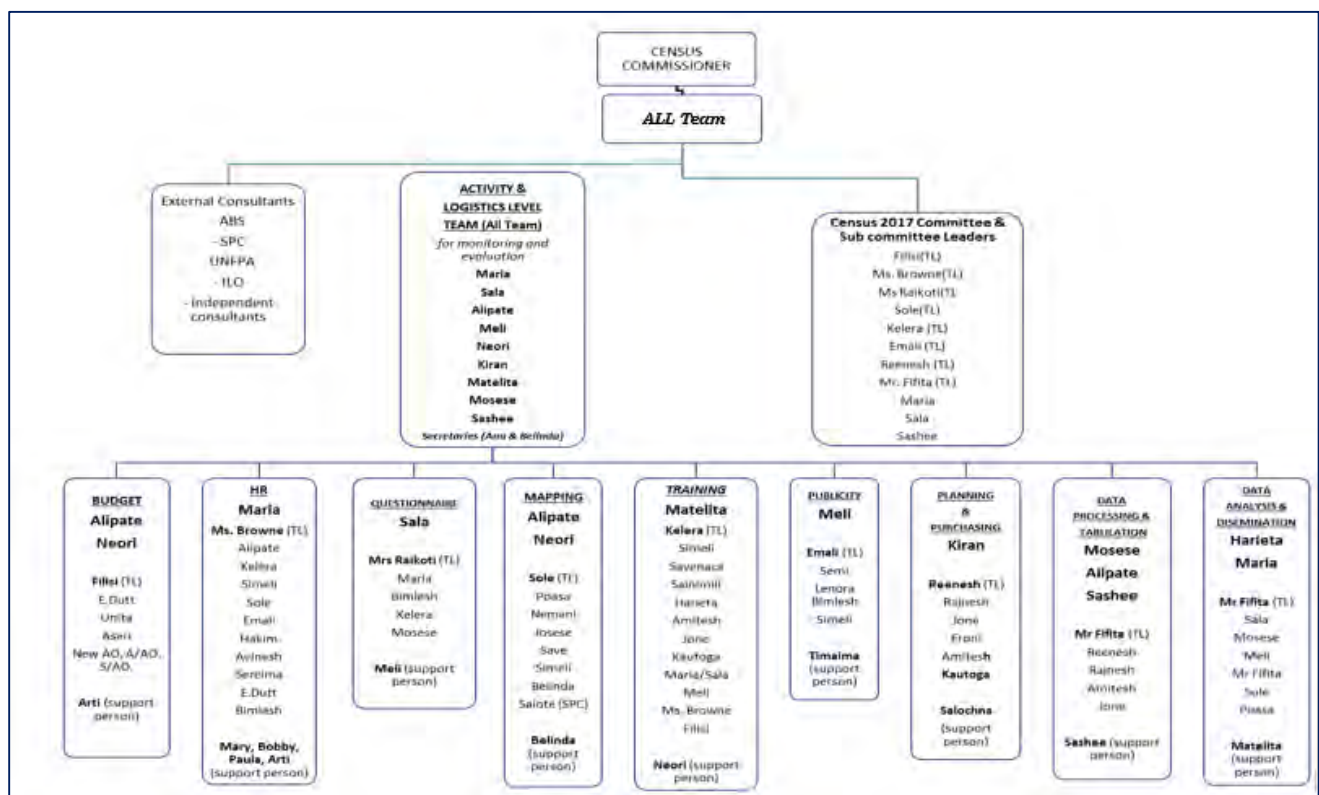 CENSUS
COMMISSIONER
ALL Team
External Consultants
ABS
- SPC
UNFPA
- ILO
- Independent
consultants
ACTIVITY &
LOGISTICS LEVEL
TEAM (All Team)
for monitoring and
evaluation
Maria
Sala
Alipate
Meli
Neori
Kiran
Matelita
Mosese
Sashee
Secretaries (Ana & Belinda)
Census 2017 Committee &
Sub committee Leaders
Filisi(TL)
Ms. Browne(TL)
Ms Raikoti(TL
Sole(TL)
Kelera (TL)
Emali (TL)
Reenesh (TL)
Mr. Fifita (TL)
Maria
Sala
Sashee
BUDGET
Alipate
Neori
Filisi (TL)
E.Dutt
Unita
Aseri
New AO, A/AO,
S/AO.
Arti (support
person)
HR
Maria
Ms. Browne (TL)
Alipate
Kelera
Simeli
Sole
Emali
Hakim
Avinesh
Sereima
E.Dutt
Bimlesh
Mary, Bobby,
Paula, Arti
(support person)
QUESTIONNAIRE
Sala
Mrs Raikoti (TL)
Maria
Bimlesh
Kelera
Mosese
Meli (support
person)
MAPPING
Alipate
Neori
Sole (TL)
Poasa
Nemani
Josese
Save
Simeli
Belinda
Salote (SPC)
Belinda
(support
person)
TRAINING
Matelita
Kelera (TL)
Simeli
Savenaca
Sainimili
Harieta
Amitesh
Jone
Kautoga
Maria/Sala
Meli
Ms. Browne
Filisi
Neori (support person)
PUBLICITY
Meli
Emali (TL)
Semi
Lenora
Bimlesh
Simeli
Timaima
(support
person)
PLANNING
&
PURCHASING
Kiran
Reenesh (TL)
Rajnesh
Jone
Eroni
Amitesh
Kautoga
Salochna
(support
person)
DATA
PROCESSING &
TABULATION
Mosese
Alipate
Sashee
Mr Fifita (TL)
Reenesh
Rajnesh
Amitesh
Jone
Sashee (support
person)
DATA
ANALYSIS &
DISEMINATION
Harieta
Maria
Mr Fifita (TL)
Sala
Mosese
Meli
Mr Fifita
Sole
Poasa
Matelita
(support
person)